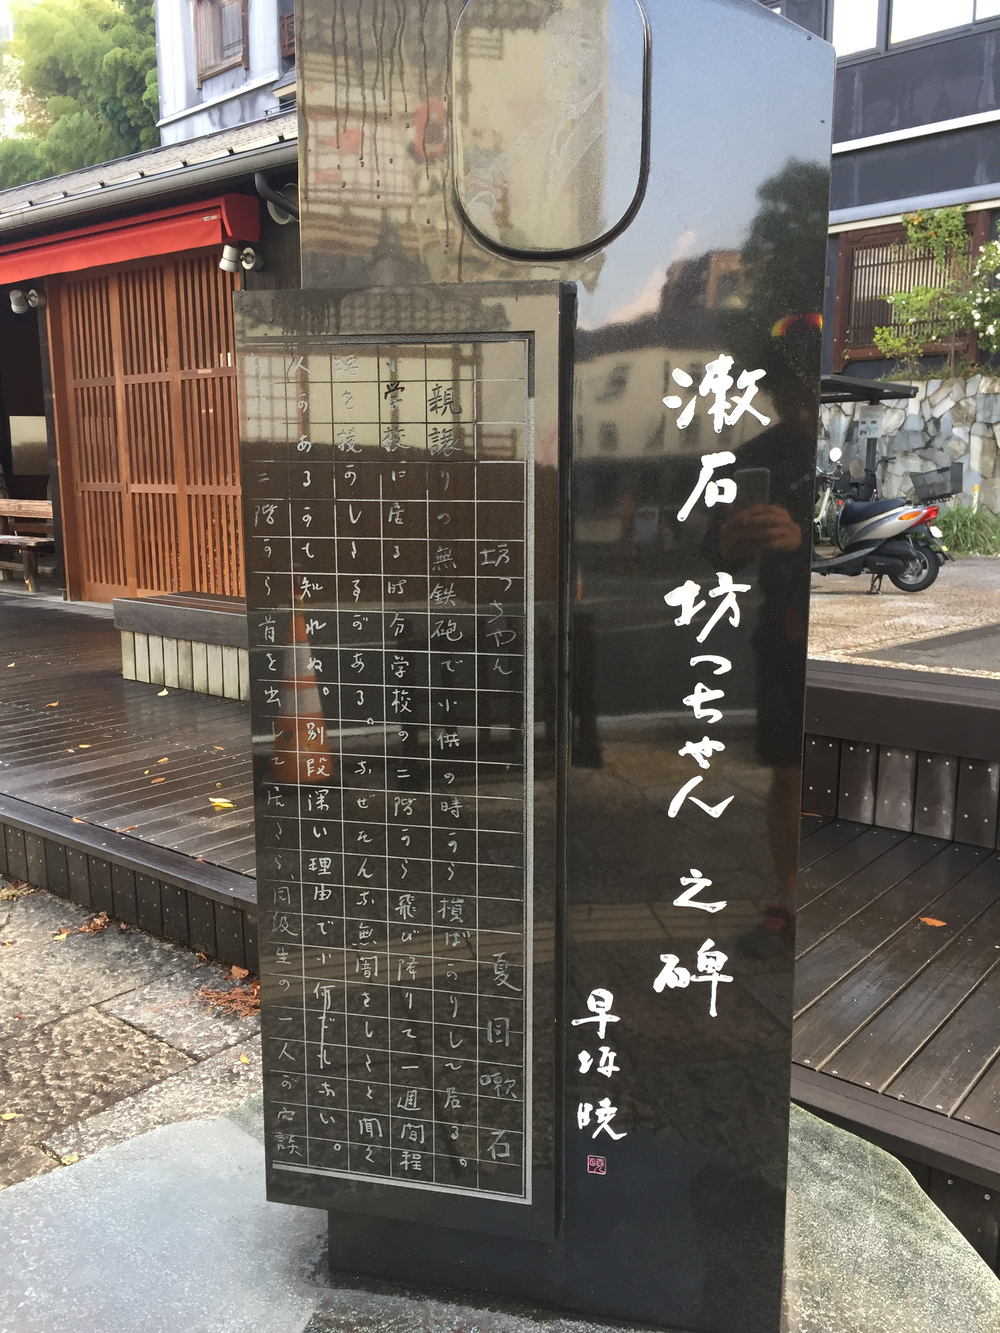 漱石 坊っちやん 之碑
早坂暁
坊っちやん 夏目漱石
親譲りの無鉄砲で小供の時から損ばかりして居る。
小学校に居る時分学校の二階から飛び降りて一週間程
腰を抜かした事がある。なぜそんな無闇をしたと聞く
人があるかも知れぬ。別段深い理由でも何でもない。
二階から首を出して居たら、同級生の一人が冗談